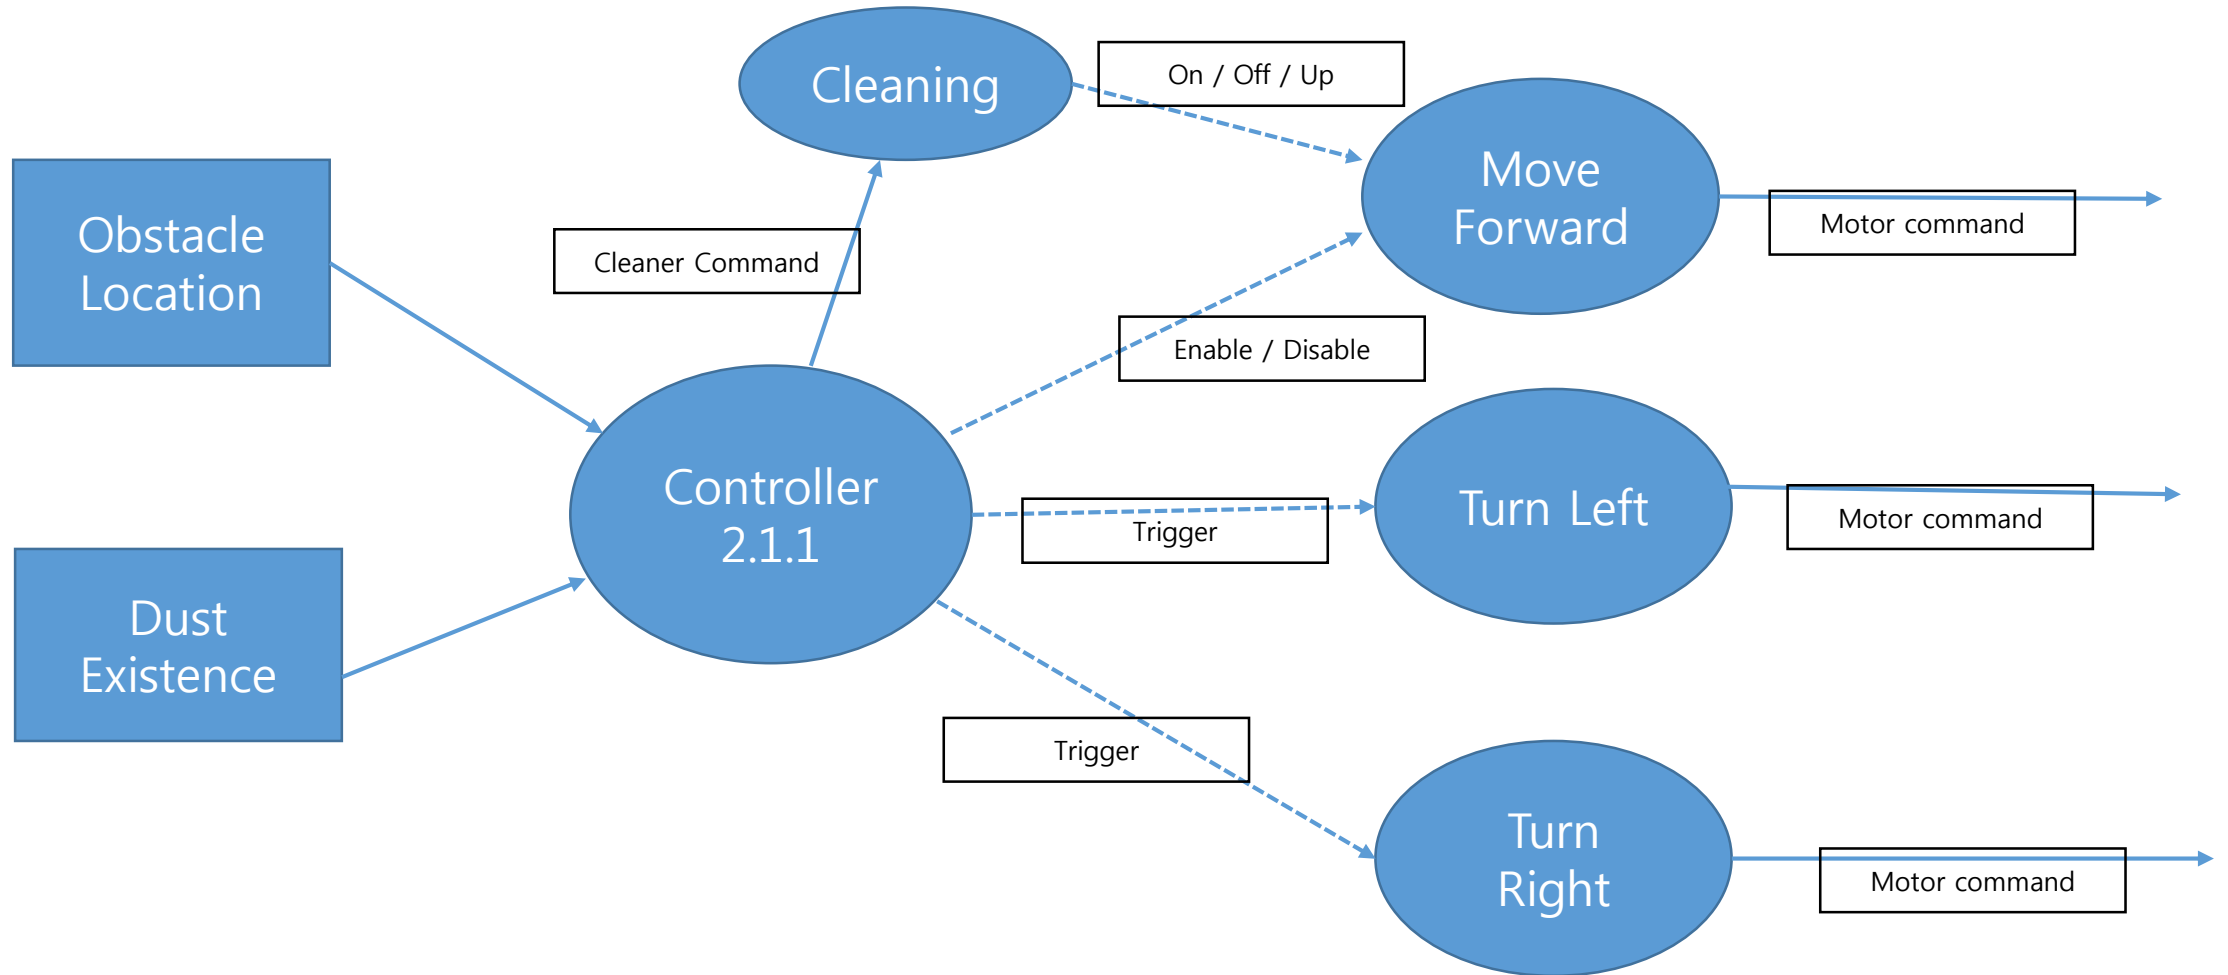 Cleaning
On / Off / Up
Move
Forward
Motor command
Obstacle
Location
Cleaner Command
Enable / Disable
Controller
2.1.1
Trigger
Turn Left
Motor command
Dust
Existence
Trigger
Turn
Right
Motor command